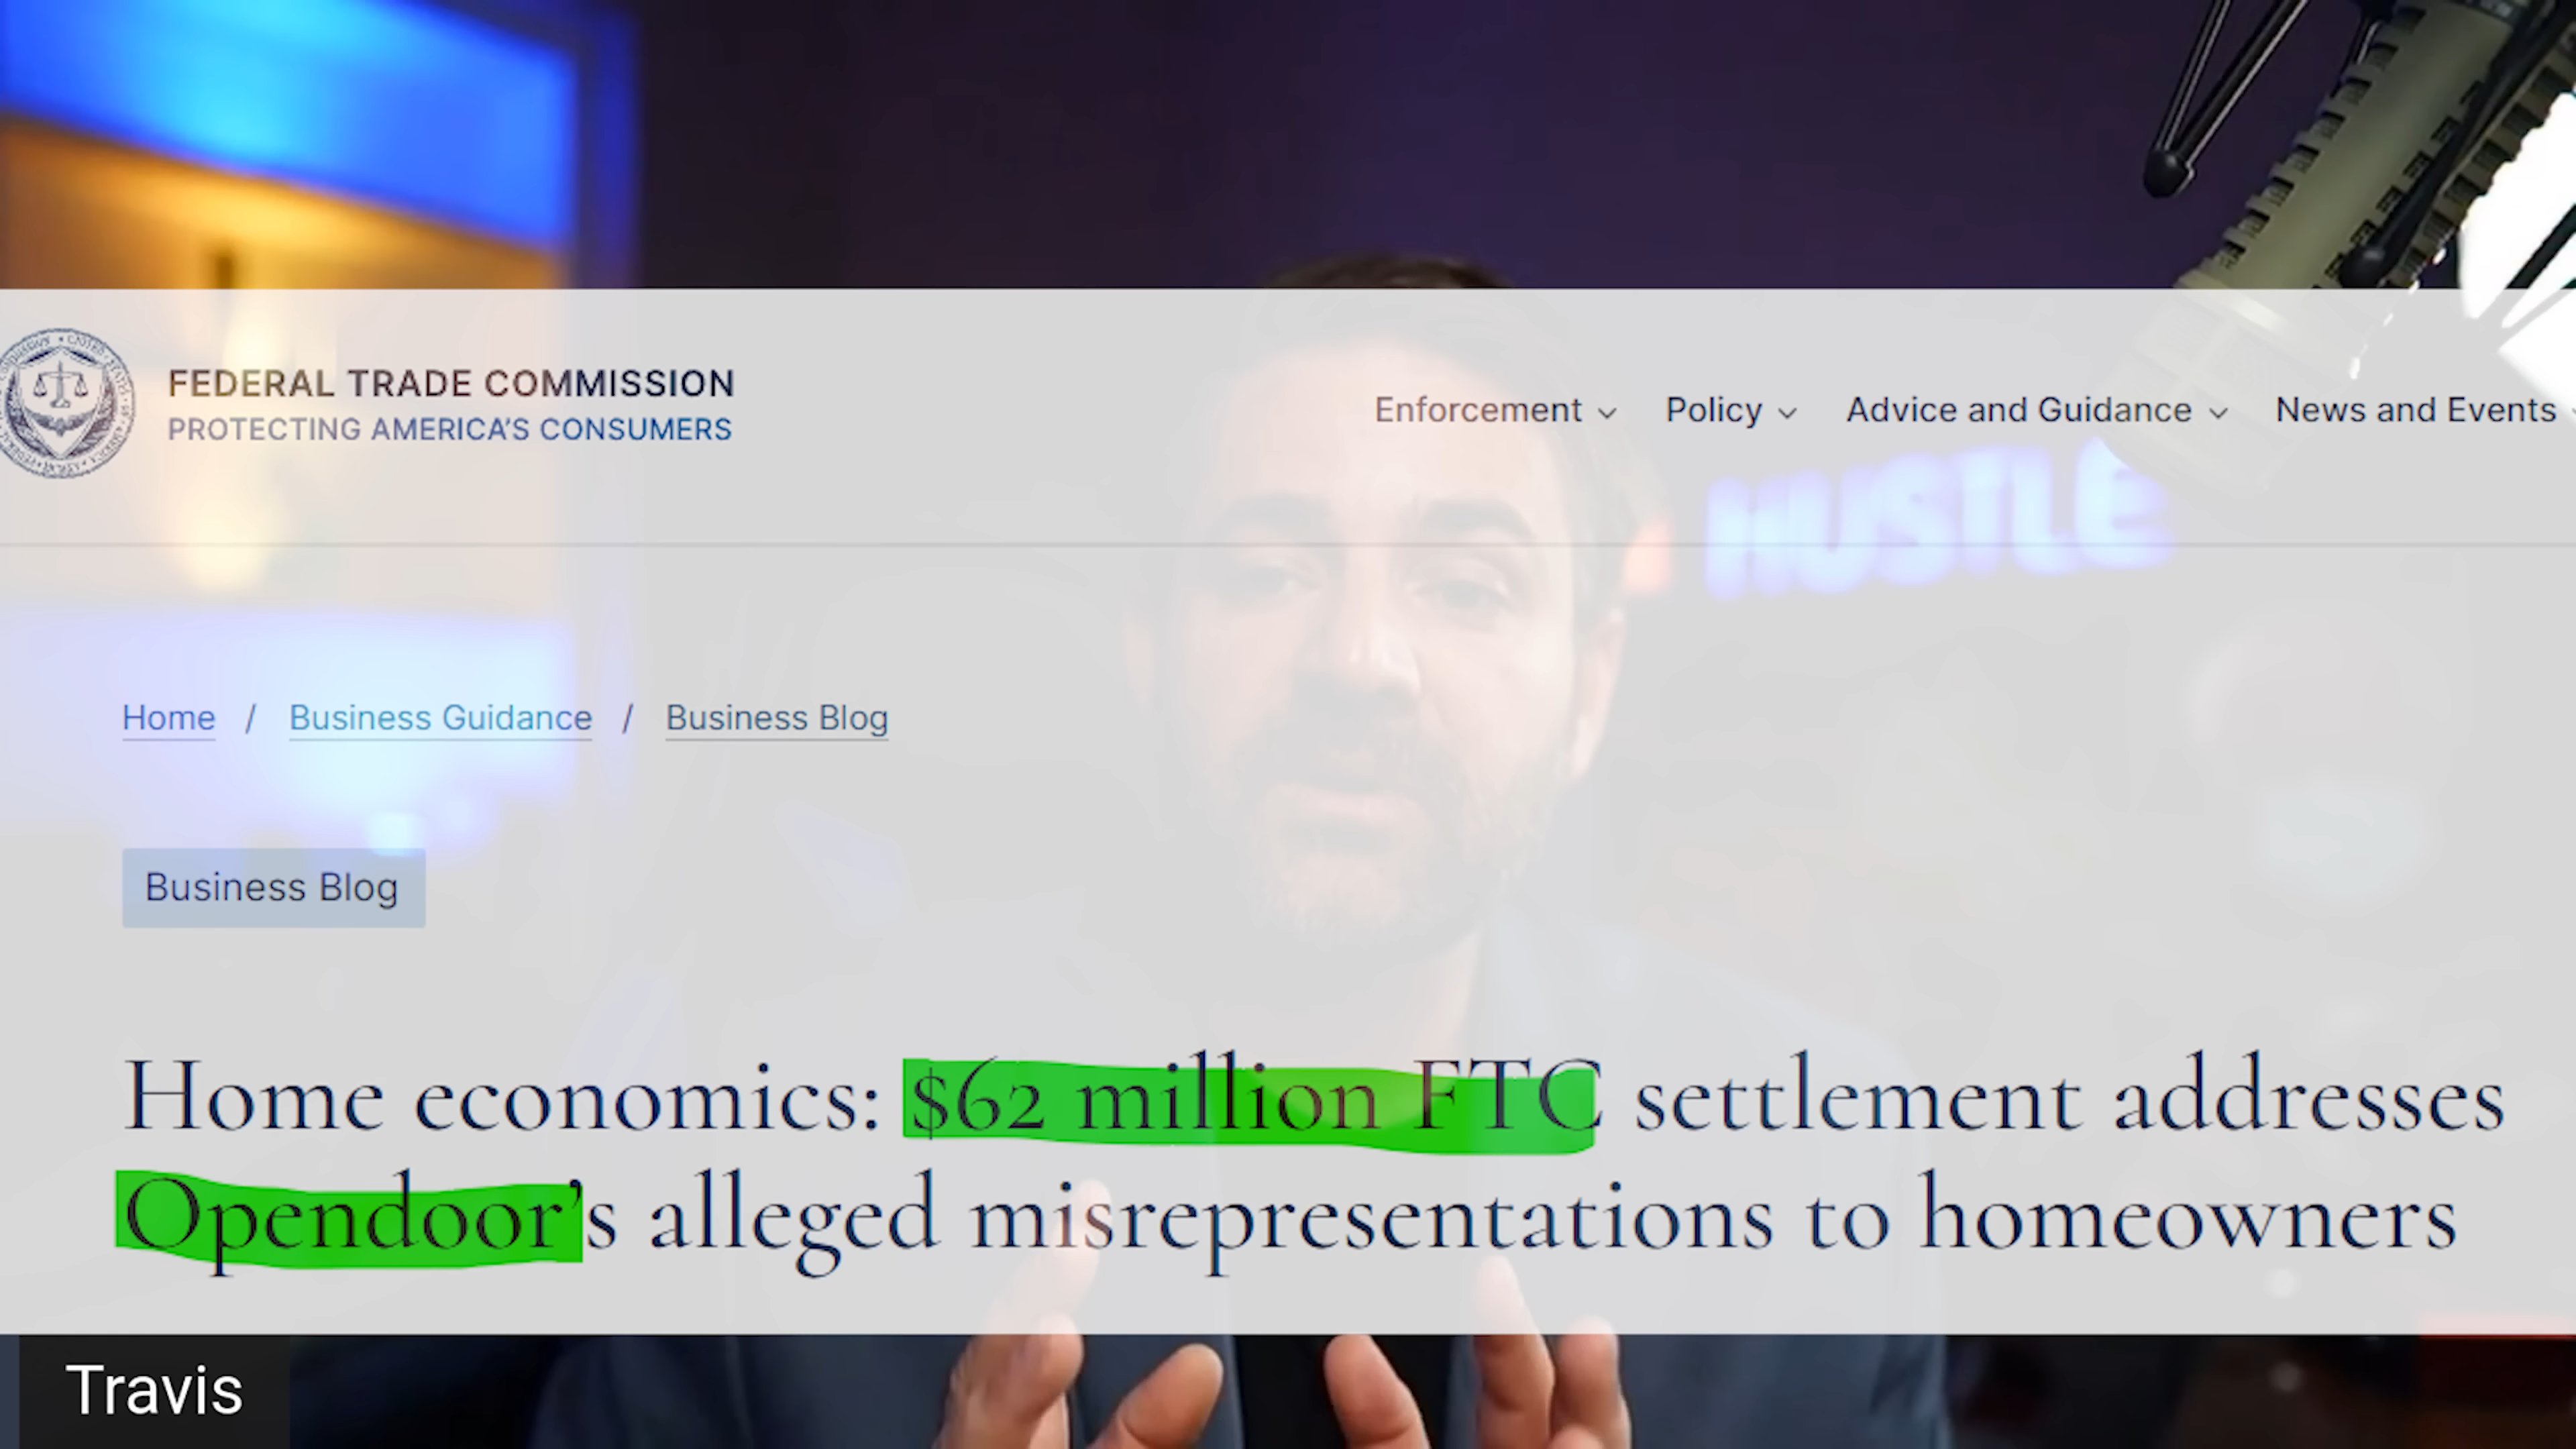 FEDERAL TRADE COMMISSION
PROTECTING AMERICA'S CONSUMERS
Enforcement Policy Advice and Guidance News and Events
HUSTLE
Home / Business Guidance / Business Blog
Business Blog
Home economics: $62 million FTC settlement addresses
Opendoor's alleged misrepresentations to homeowners
Travis